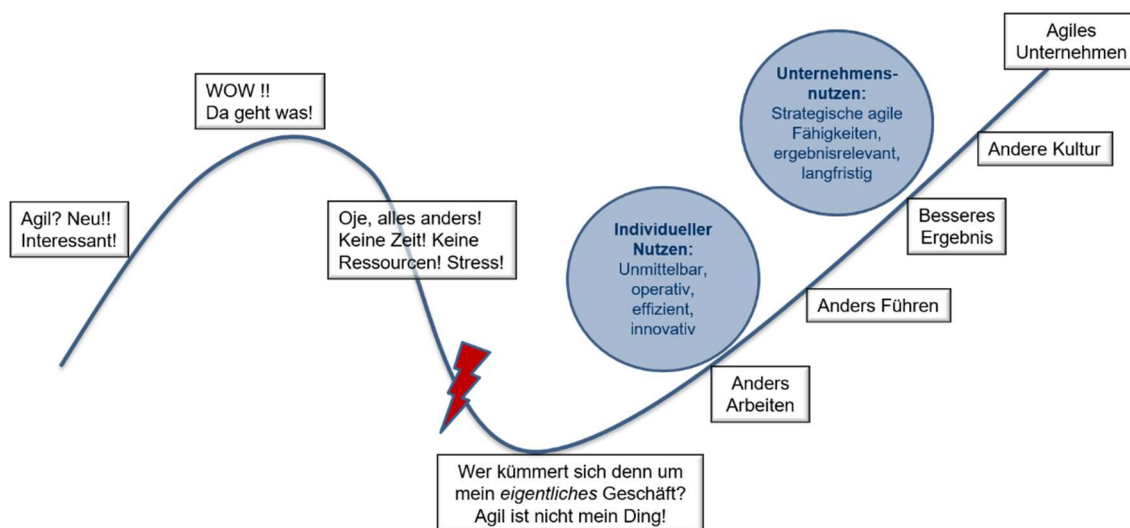 Agil? Neu!!
Interessant!
WOW !!
Da geht was!
Oje, alles anders!
Keine Zeit! Keine
Ressourcen! Stress!
Wer kümmert sich denn um
mein eigentliches Geschäft?
Agil ist nicht mein Ding!
Individueller
Nutzen:
Unmittelbar,
operativ,
effizient,
innovativ
Anders
Arbeiten
Anders Führen
Unternehmens-
nutzen:
Strategische agile
Fähigkeiten,
ergebnisrelevant,
langfristig
Besseres
Ergebnis
Andere Kultur
Agiles
Unternehmen